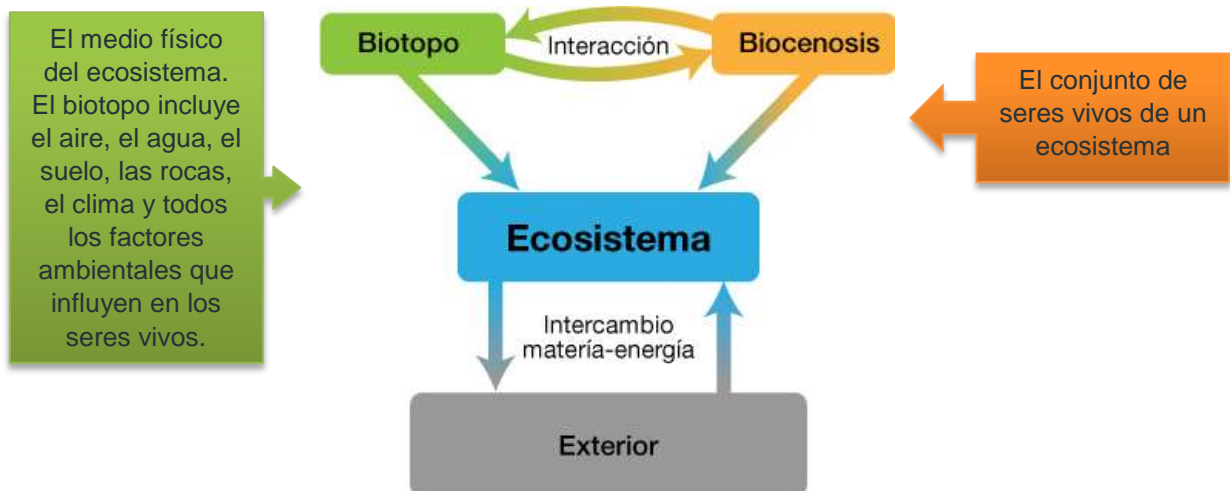 El medio físico
del ecosistema.
El biotopo incluye
el aire, el agua, el
suelo, las rocas,
el clima y todos
los factores
ambientales que
influyen en los
seres vivos.
Biotopo
Interacción
Biocenosis
El conjunto de
seres vivos de un
ecosistema
Ecosistema
Intercambio
matería-energía
Exterior